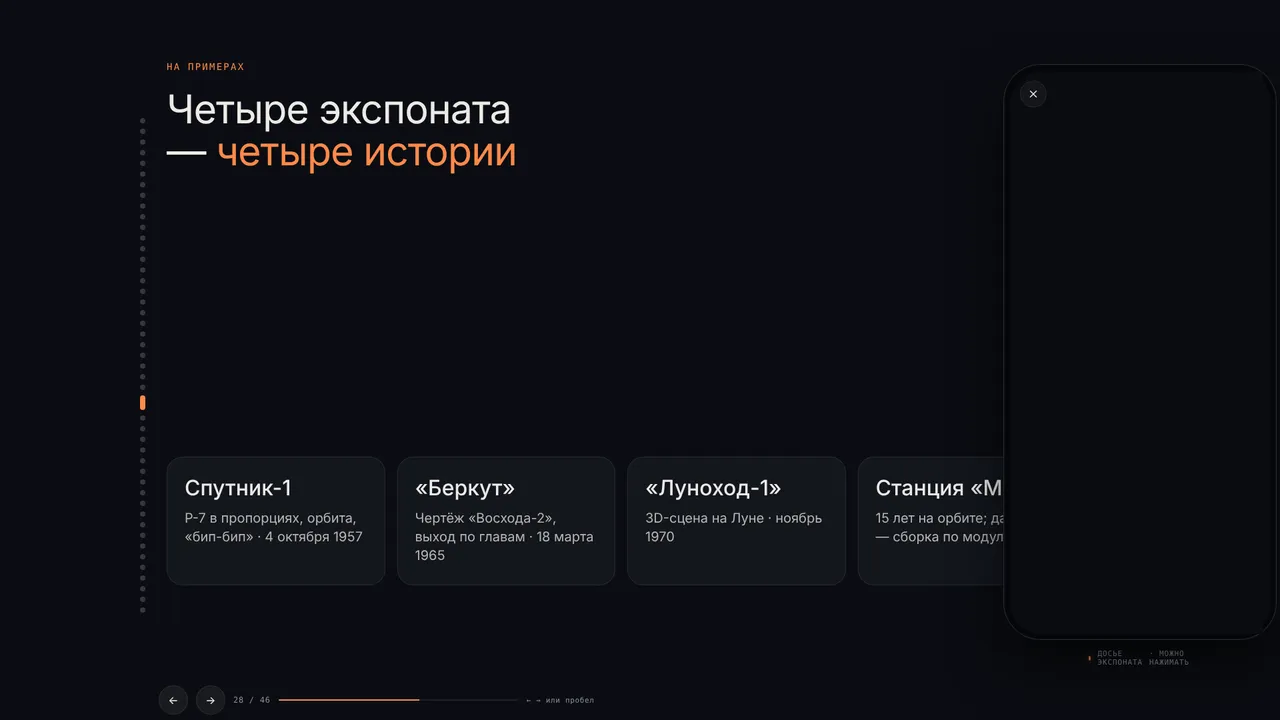 НА ПРИМЕРАХ
Четыре экспоната
— четыре истории
Спутник-1
Р-7 в пропорциях, орбита,
«бип-бип» · 4 октября 1957
«Беркут»
Чертёж «Восхода-2»,
выход по главам · 18 марта
1965
«Луноход-1»
3D-сцена на Луне · ноябрь
1970
Станция «М
15 лет на орбите; да
— сборка по модул
ДОСЬЕ · МОЖНО
ЭКСПОНАТА НАЖИМАТЬ
← → 28 / 46 ← → или пробел